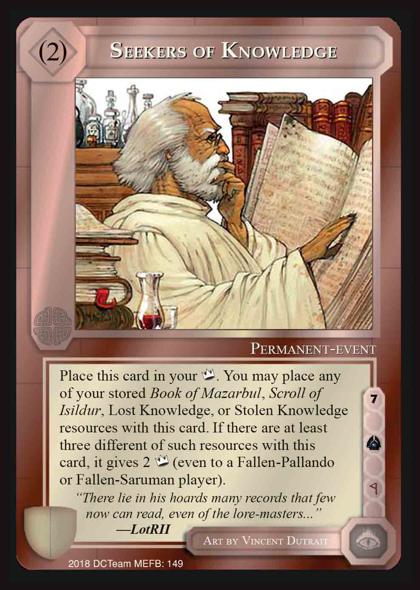 (2)
Seekers of Knowledge
Permanent-event
Place this card in your . You may place any
of your stored Book of Mazarbul, Scroll of
Isildur, Lost Knowledge, or Stolen Knowledge
resources with this card. If there are at least
three different of such resources with this
card, it gives 2 (even to a Fallen-Pallando
or Fallen-Saruman player).
"There lie in his hoards many records that few
now can read, even of the lore-masters..."
—LotRII
7
Art by Vincent Dutrait
2018 DCTeam MEFB: 149